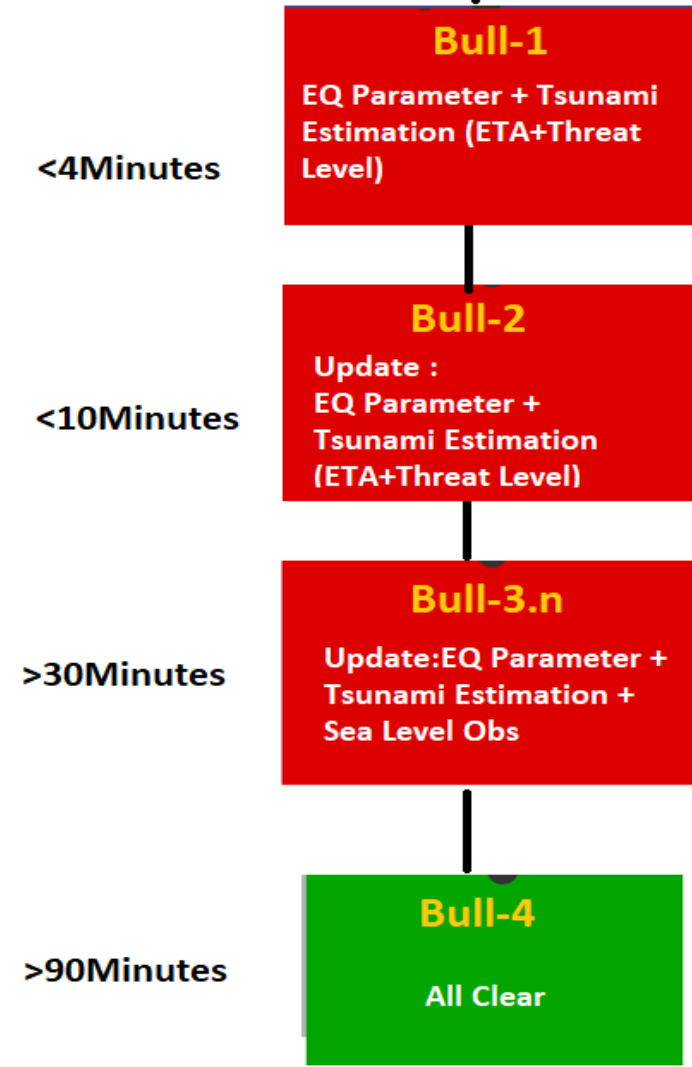 Bull-1
EQ Parameter + Tsunami
Estimation (ETA+Threat
Level)
<4Minutes
Bull-2
Update :
EQ Parameter +
Tsunami Estimation
(ETA+Threat Level)
<10Minutes
Bull-3.n
Update:EQ Parameter +
Tsunami Estimation +
Sea Level Obs
>30Minutes
Bull-4
All Clear
>90Minutes